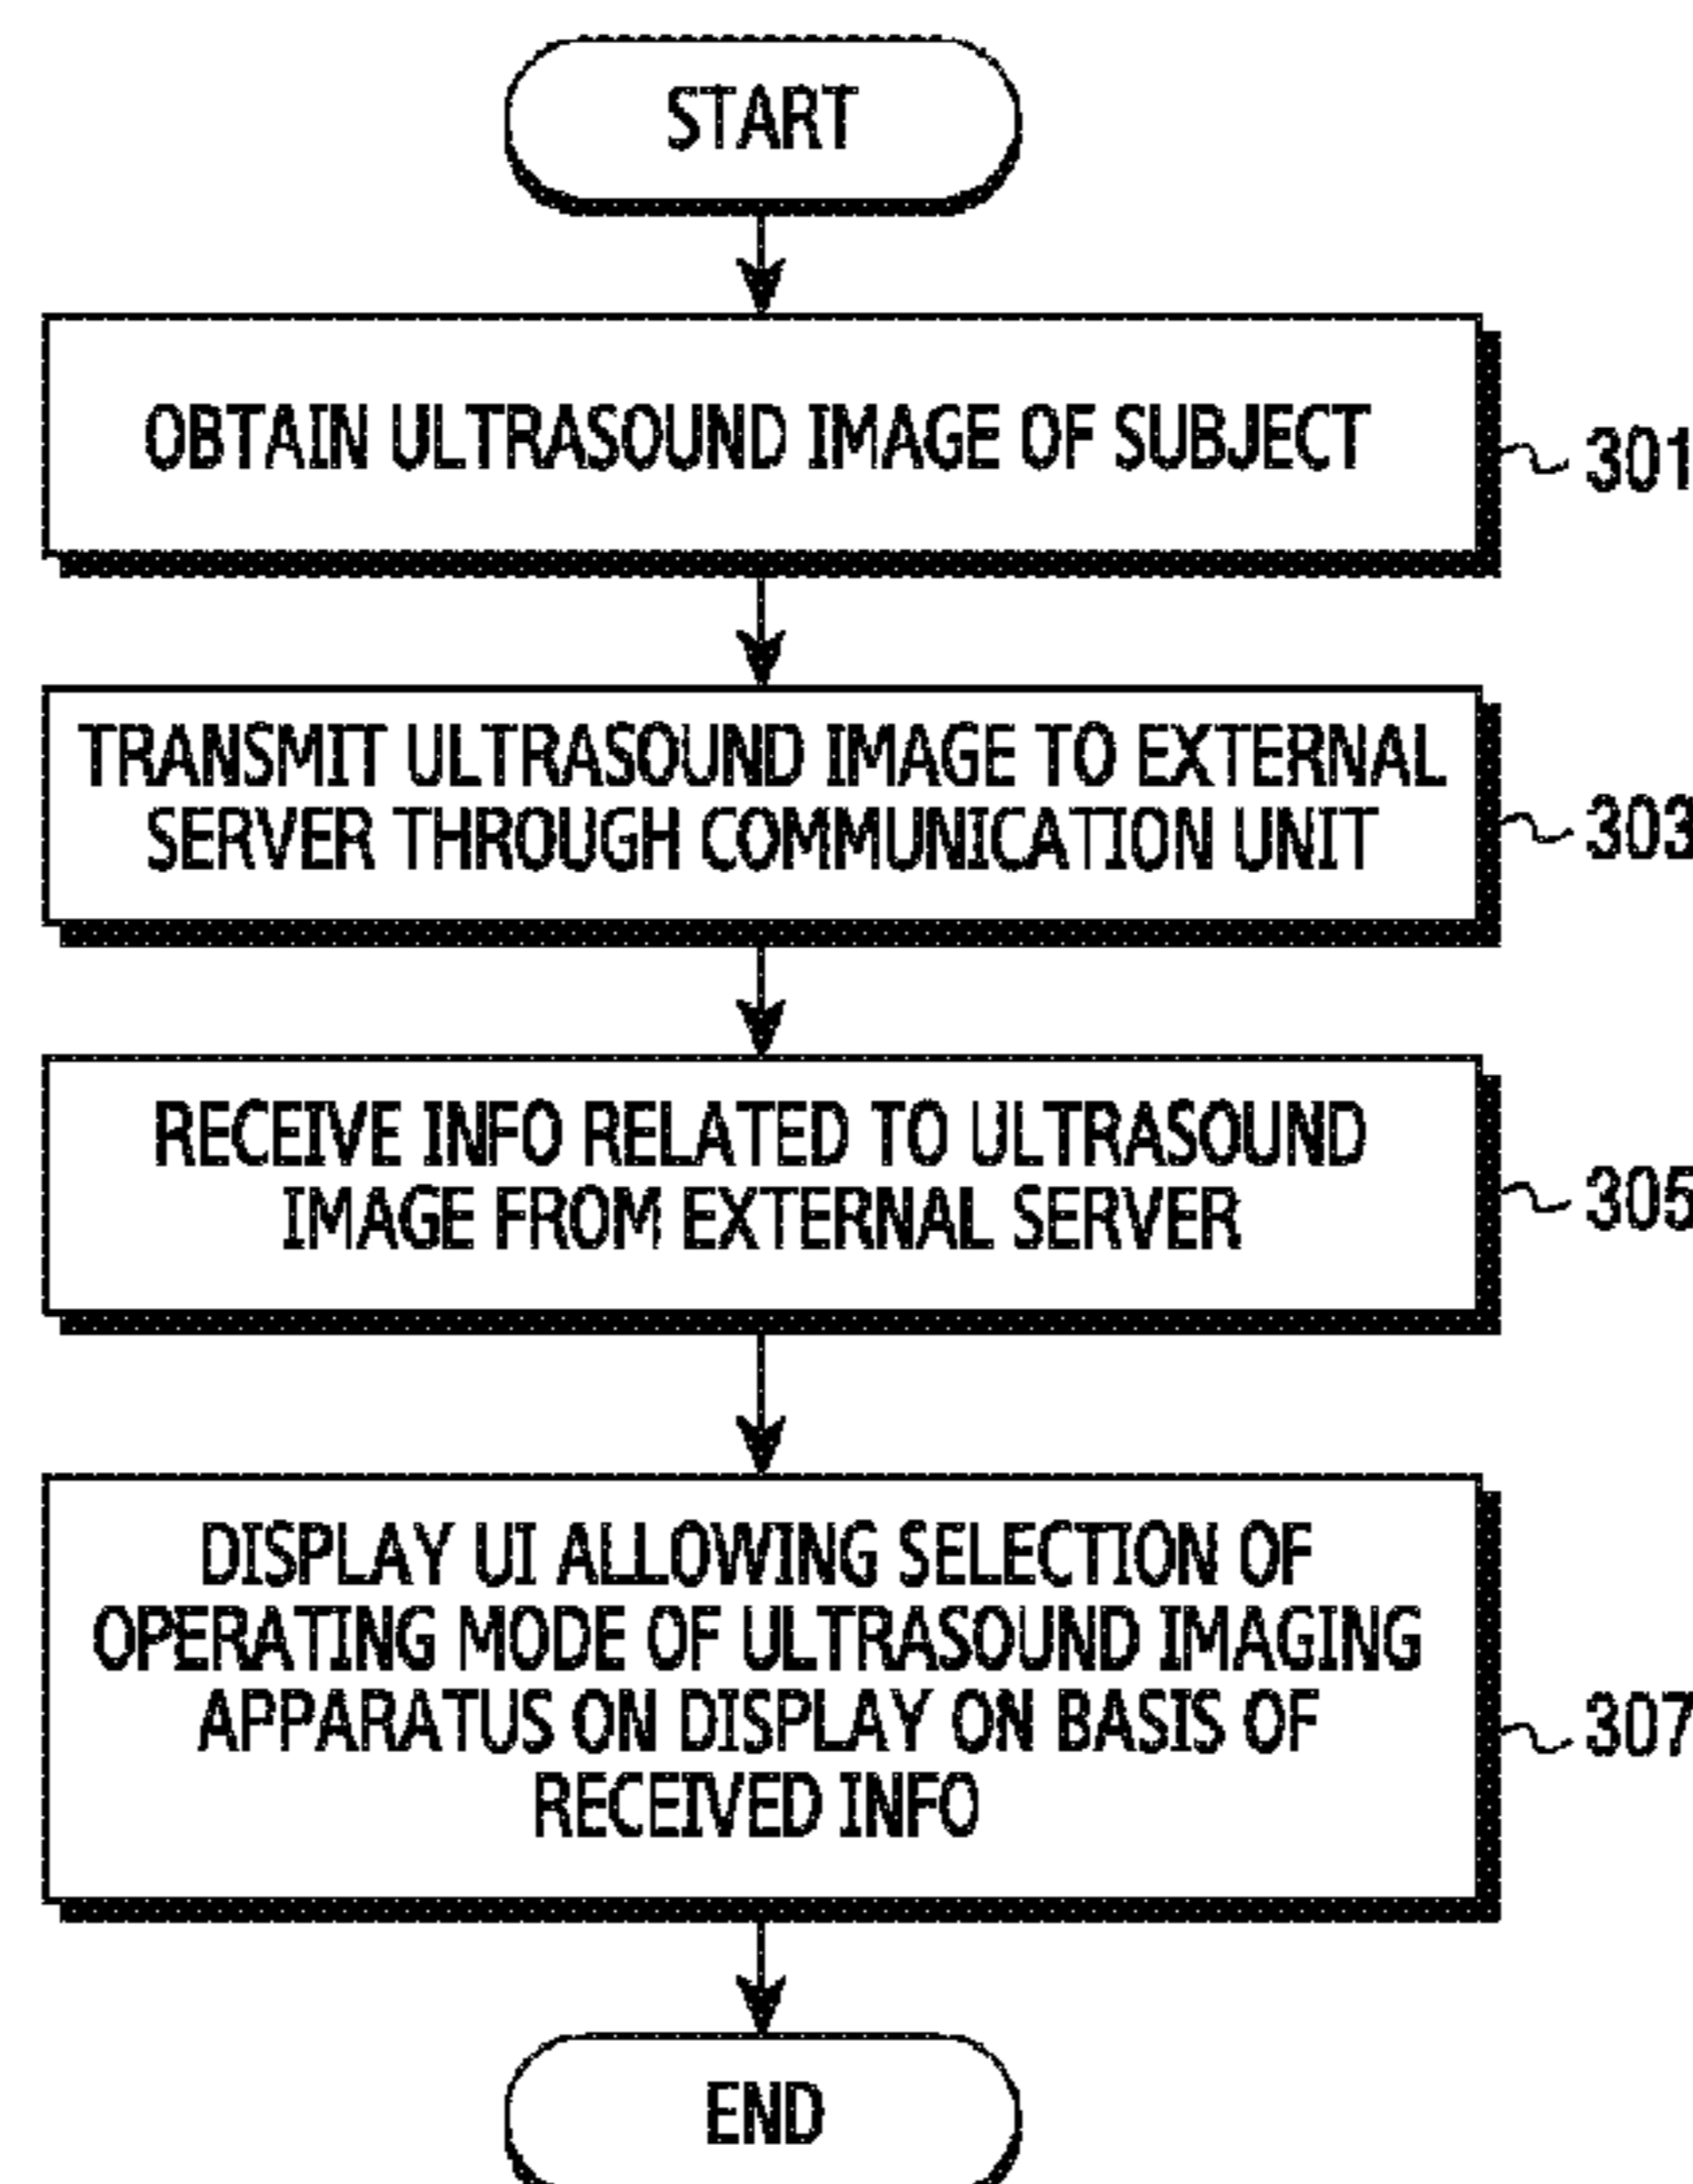 START
OBTAIN ULTRASOUND IMAGE OF SUBJECT
301
TRANSMIT ULTRASOUND IMAGE TO EXTERNAL
SERVER THROUGH COMMUNICATION UNIT
303
RECEIVE INFO RELATED TO ULTRASOUND
IMAGE FROM EXTERNAL SERVER
305
DISPLAY UI ALLOWING SELECTION OF
OPERATING MODE OF ULTRASOUND IMAGING
APPARATUS ON DISPLAY ON BASIS OF
RECEIVED INFO
307
END